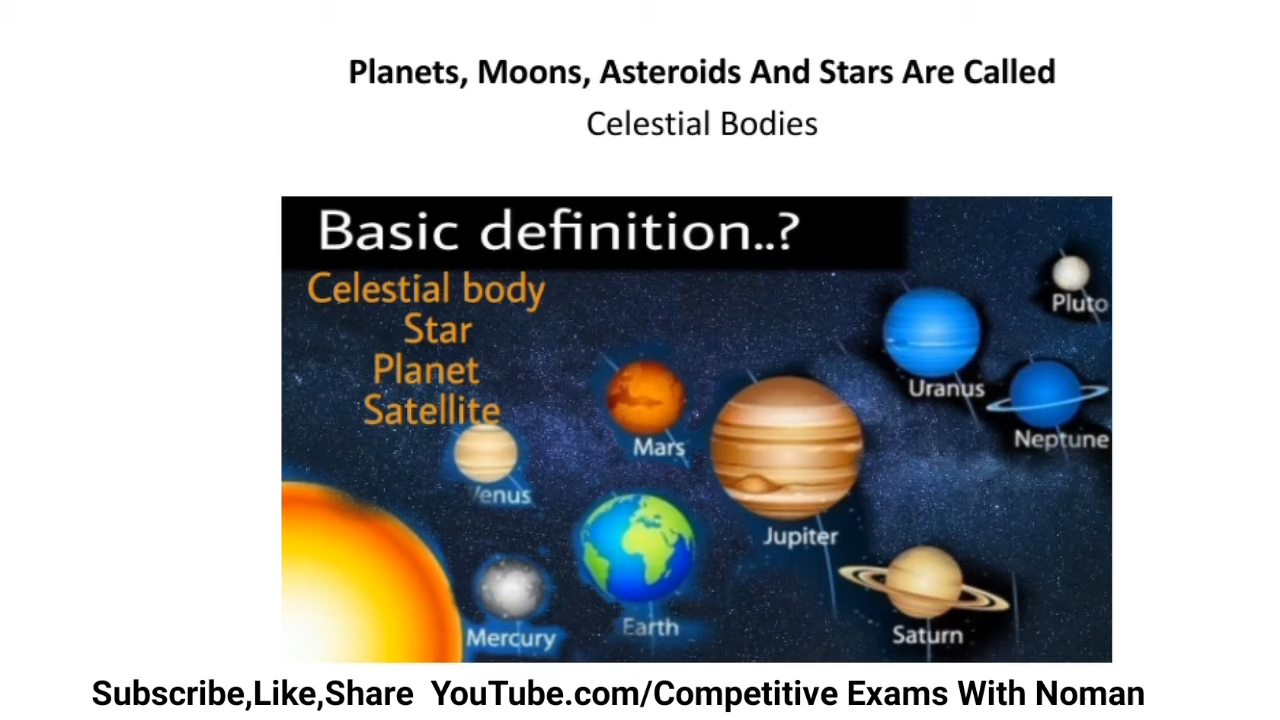 Planets, Moons, Asteroids And Stars Are Called
Celestial Bodies
Basic definition..?
Celestial body
Star
Planet
Satellite
Pluto
Uranus
Neptune
Mars
Venus
Jupiter
Earth
Mercury
Saturn
Subscribe,Like,Share YouTube.com/Competitive Exams With Noman